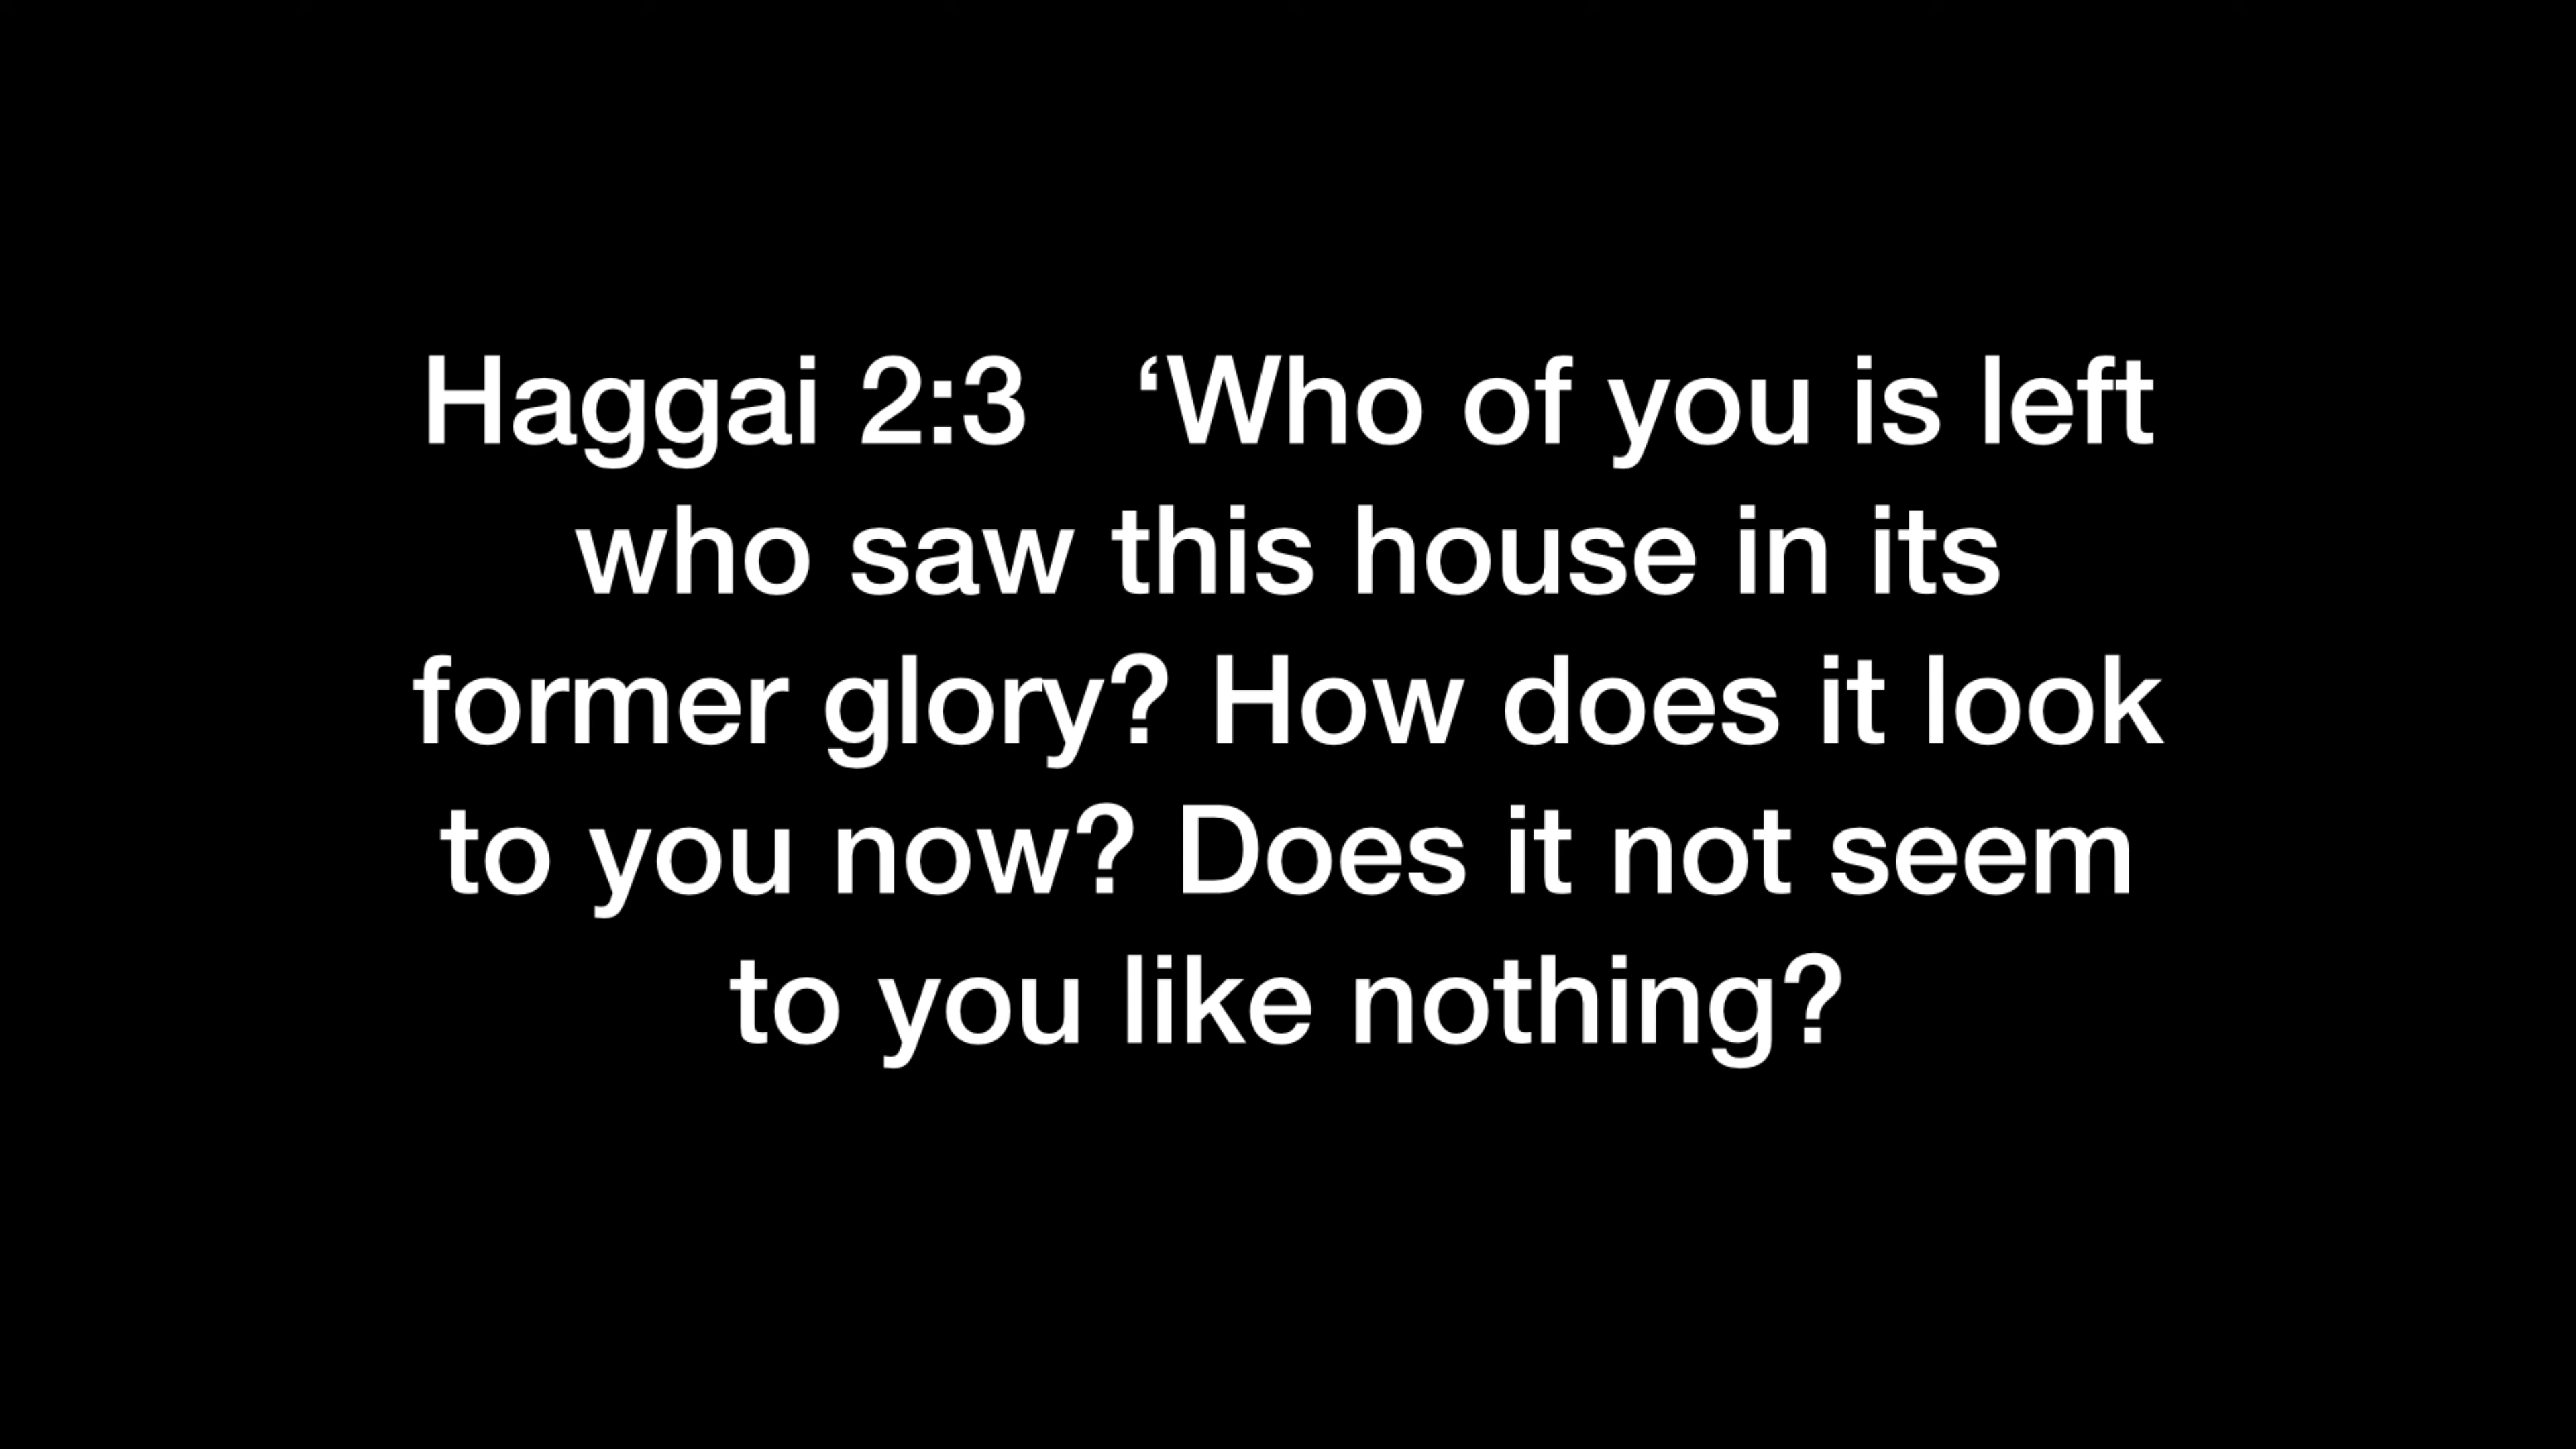 Haggai 2:3   ‘Who of you is left
who saw this house in its
former glory? How does it look
to you now? Does it not seem
to you like nothing?